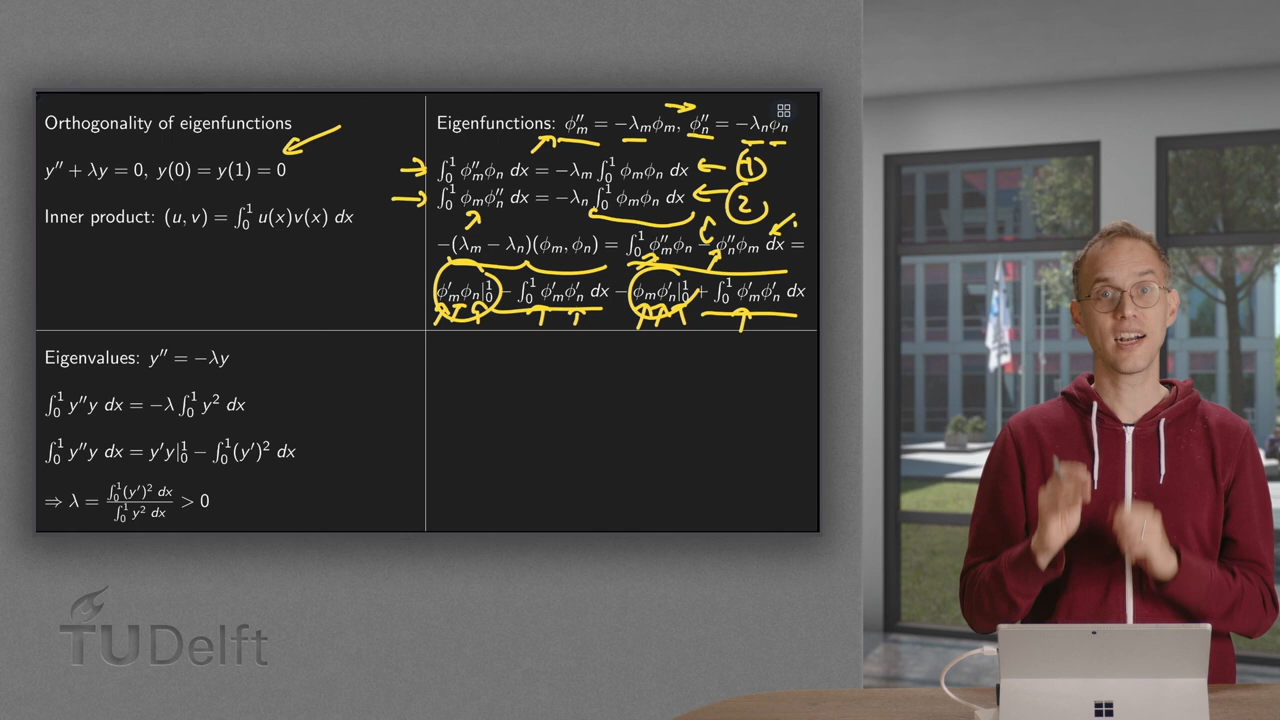 Orthogonality of eigenfunctions
y″ + λy = 0, y(0) = y(1) = 0
Inner product: (u, v) = ∫₀¹ u(x)v(x) dx
Eigenfunctions: ϕ″ₘ = −λₘϕₘ, ϕ″ₙ = −λₙϕₙ
∫₀¹ ϕ″ₘϕₙ dx = −λₘ ∫₀¹ ϕₘϕₙ dx 1
∫₀¹ ϕₘϕ″ₙ dx = −λₙ ∫₀¹ ϕₘϕₙ dx 2
−(λₘ − λₙ)(ϕₘ, ϕₙ) = ∫₀¹ ϕ″ₘϕₙ − ϕ″ₙϕₘ dx =
ϕ′ₘϕₙ|₀¹ − ∫₀¹ ϕ′ₘϕ′ₙ dx − ϕₘϕ′ₙ|₀¹ + ∫₀¹ ϕ′ₘϕ′ₙ dx
Eigenvalues: y″ = −λy
∫₀¹ y″y dx = −λ ∫₀¹ y² dx
∫₀¹ y″y dx = y′y|₀¹ − ∫₀¹(y′)² dx
⇒ λ = ∫₀¹(y′)² dx / ∫₀¹ y² dx > 0
TU Delft